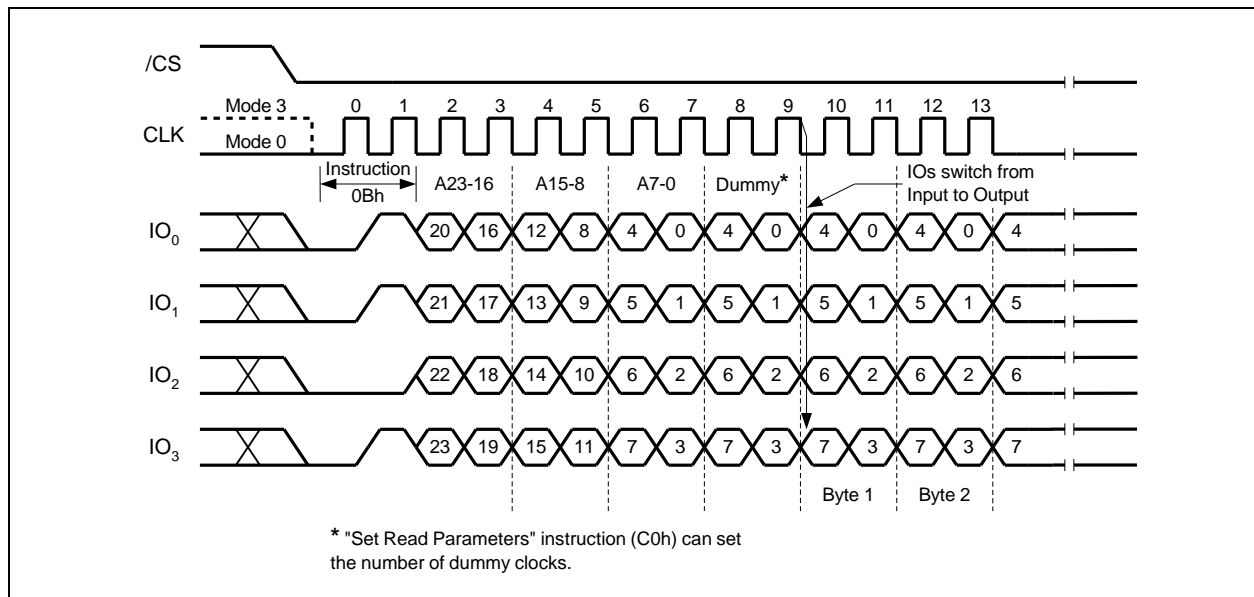 /CS
Mode 3 0 1 2 3 4 5 6 7 8 9 10 11 12 13
CLK
Mode 0
Instruction
0Bh
A23-16 A15-8 A7-0 Dummy*
IOs switch from
Input to Output
IO0 20 16 12 8 4 0 4 0 4 0 4 0 4
IO1 21 17 13 9 5 1 5 1 5 1 5 1 5
IO2 22 18 14 10 6 2 6 2 6 2 6 2 6
IO3 23 19 15 11 7 3 7 3 7 3 7 3 7
Byte 1 Byte 2
* "Set Read Parameters" instruction (C0h) can set
the number of dummy clocks.